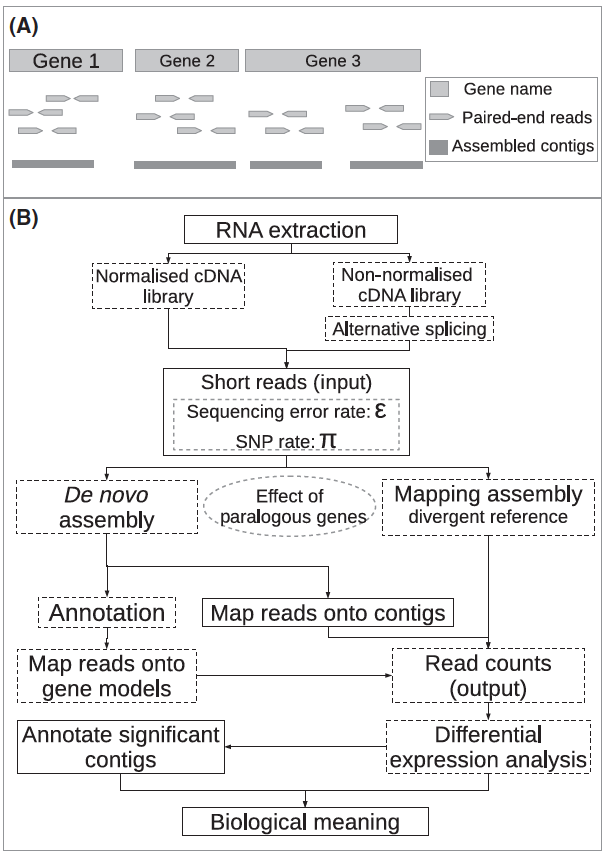 (A)
Gene 1
Gene 2
Gene 3
Gene name
Paired-end reads
Assembled contigs
(B)
RNA extraction
Normalised cDNA
library
Non-normalised
cDNA library
Alternative splicing
Short reads (input)
Sequencing error rate: ε
SNP rate: π
De novo
assembly
Effect of
paralogous genes
Mapping assembly
divergent reference
Annotation
Map reads onto contigs
Map reads onto
gene models
Read counts
(output)
Annotate significant
contigs
Differential
expression analysis
Biological meaning